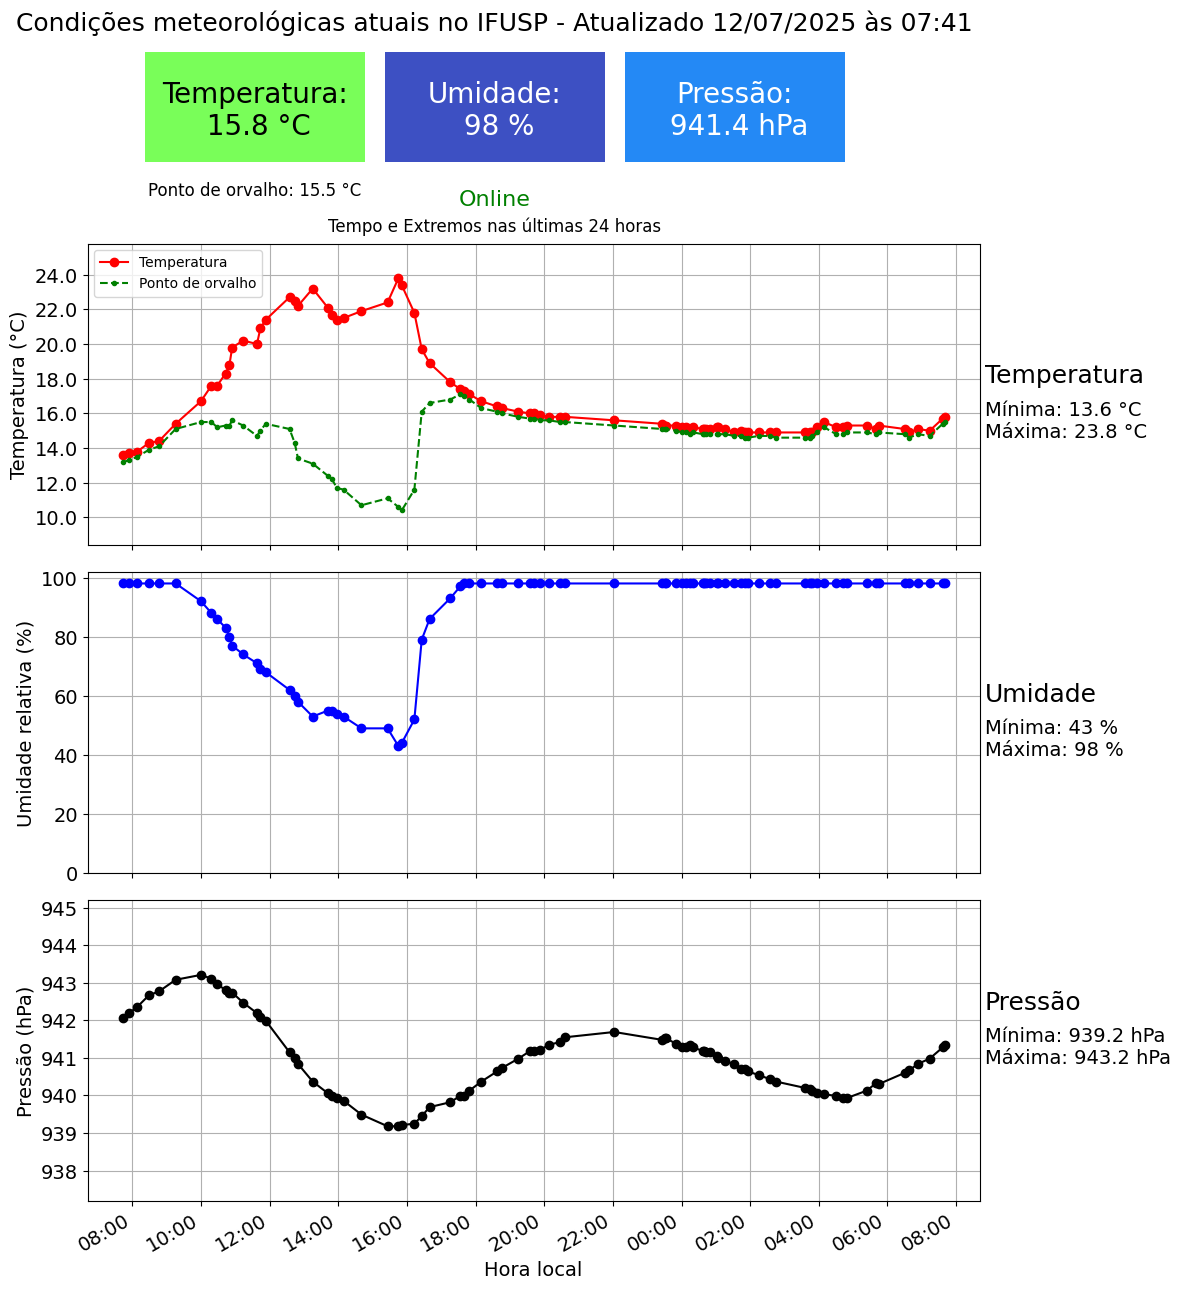 Condições meteorológicas atuais no IFUSP - Atualizado 12/07/2025 às 07:41
Temperatura:
15.8 °C
Umidade:
98 %
Pressão:
941.4 hPa
Ponto de orvalho: 15.5 °C
Online
Tempo e Extremos nas últimas 24 horas
Temperatura
Ponto de orvalho
Temperatura (°C)
24.0
22.0
20.0
18.0
16.0
14.0
12.0
10.0
Temperatura
Mínima: 13.6 °C
Máxima: 23.8 °C
Umidade relativa (%)
100
80
60
40
20
0
Umidade
Mínima: 43 %
Máxima: 98 %
Pressão (hPa)
945
944
943
942
941
940
939
938
Pressão
Mínima: 939.2 hPa
Máxima: 943.2 hPa
08:00 10:00 12:00 14:00 16:00 18:00 20:00 22:00 00:00 02:00 04:00 06:00 08:00
Hora local